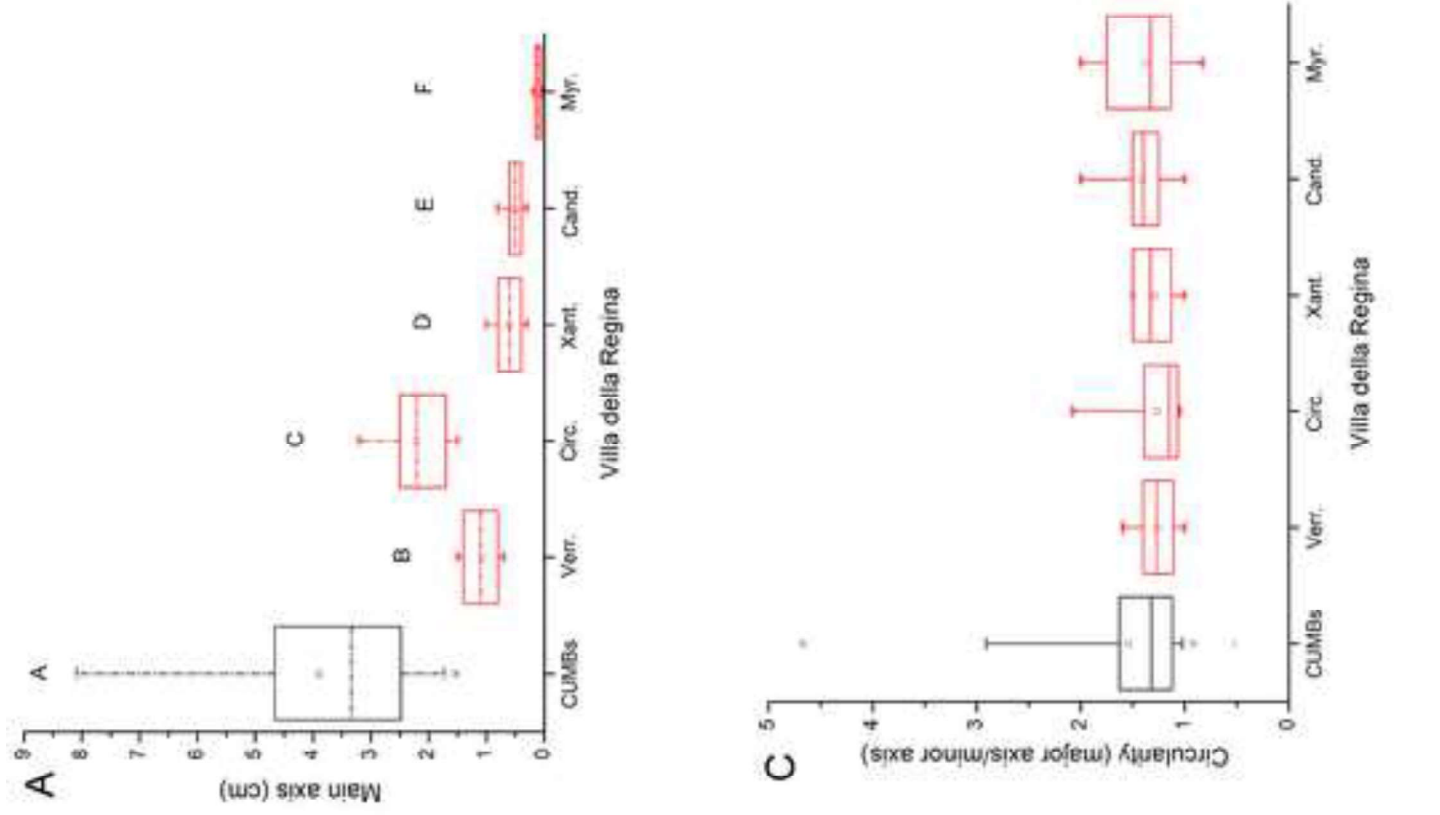 A
Main axis (cm)
9
8
7
6
5
4
3
2
1
0
A
B
C
D
E
F
CUMBs
Verr.
Circ.
Xant.
Cand.
Myr.
Villa della Regina
C
Circularity (major axis/minor axis)
5
4
3
2
1
0
CUMBs
Verr.
Circ.
Xant.
Cand.
Myr.
Villa della Regina